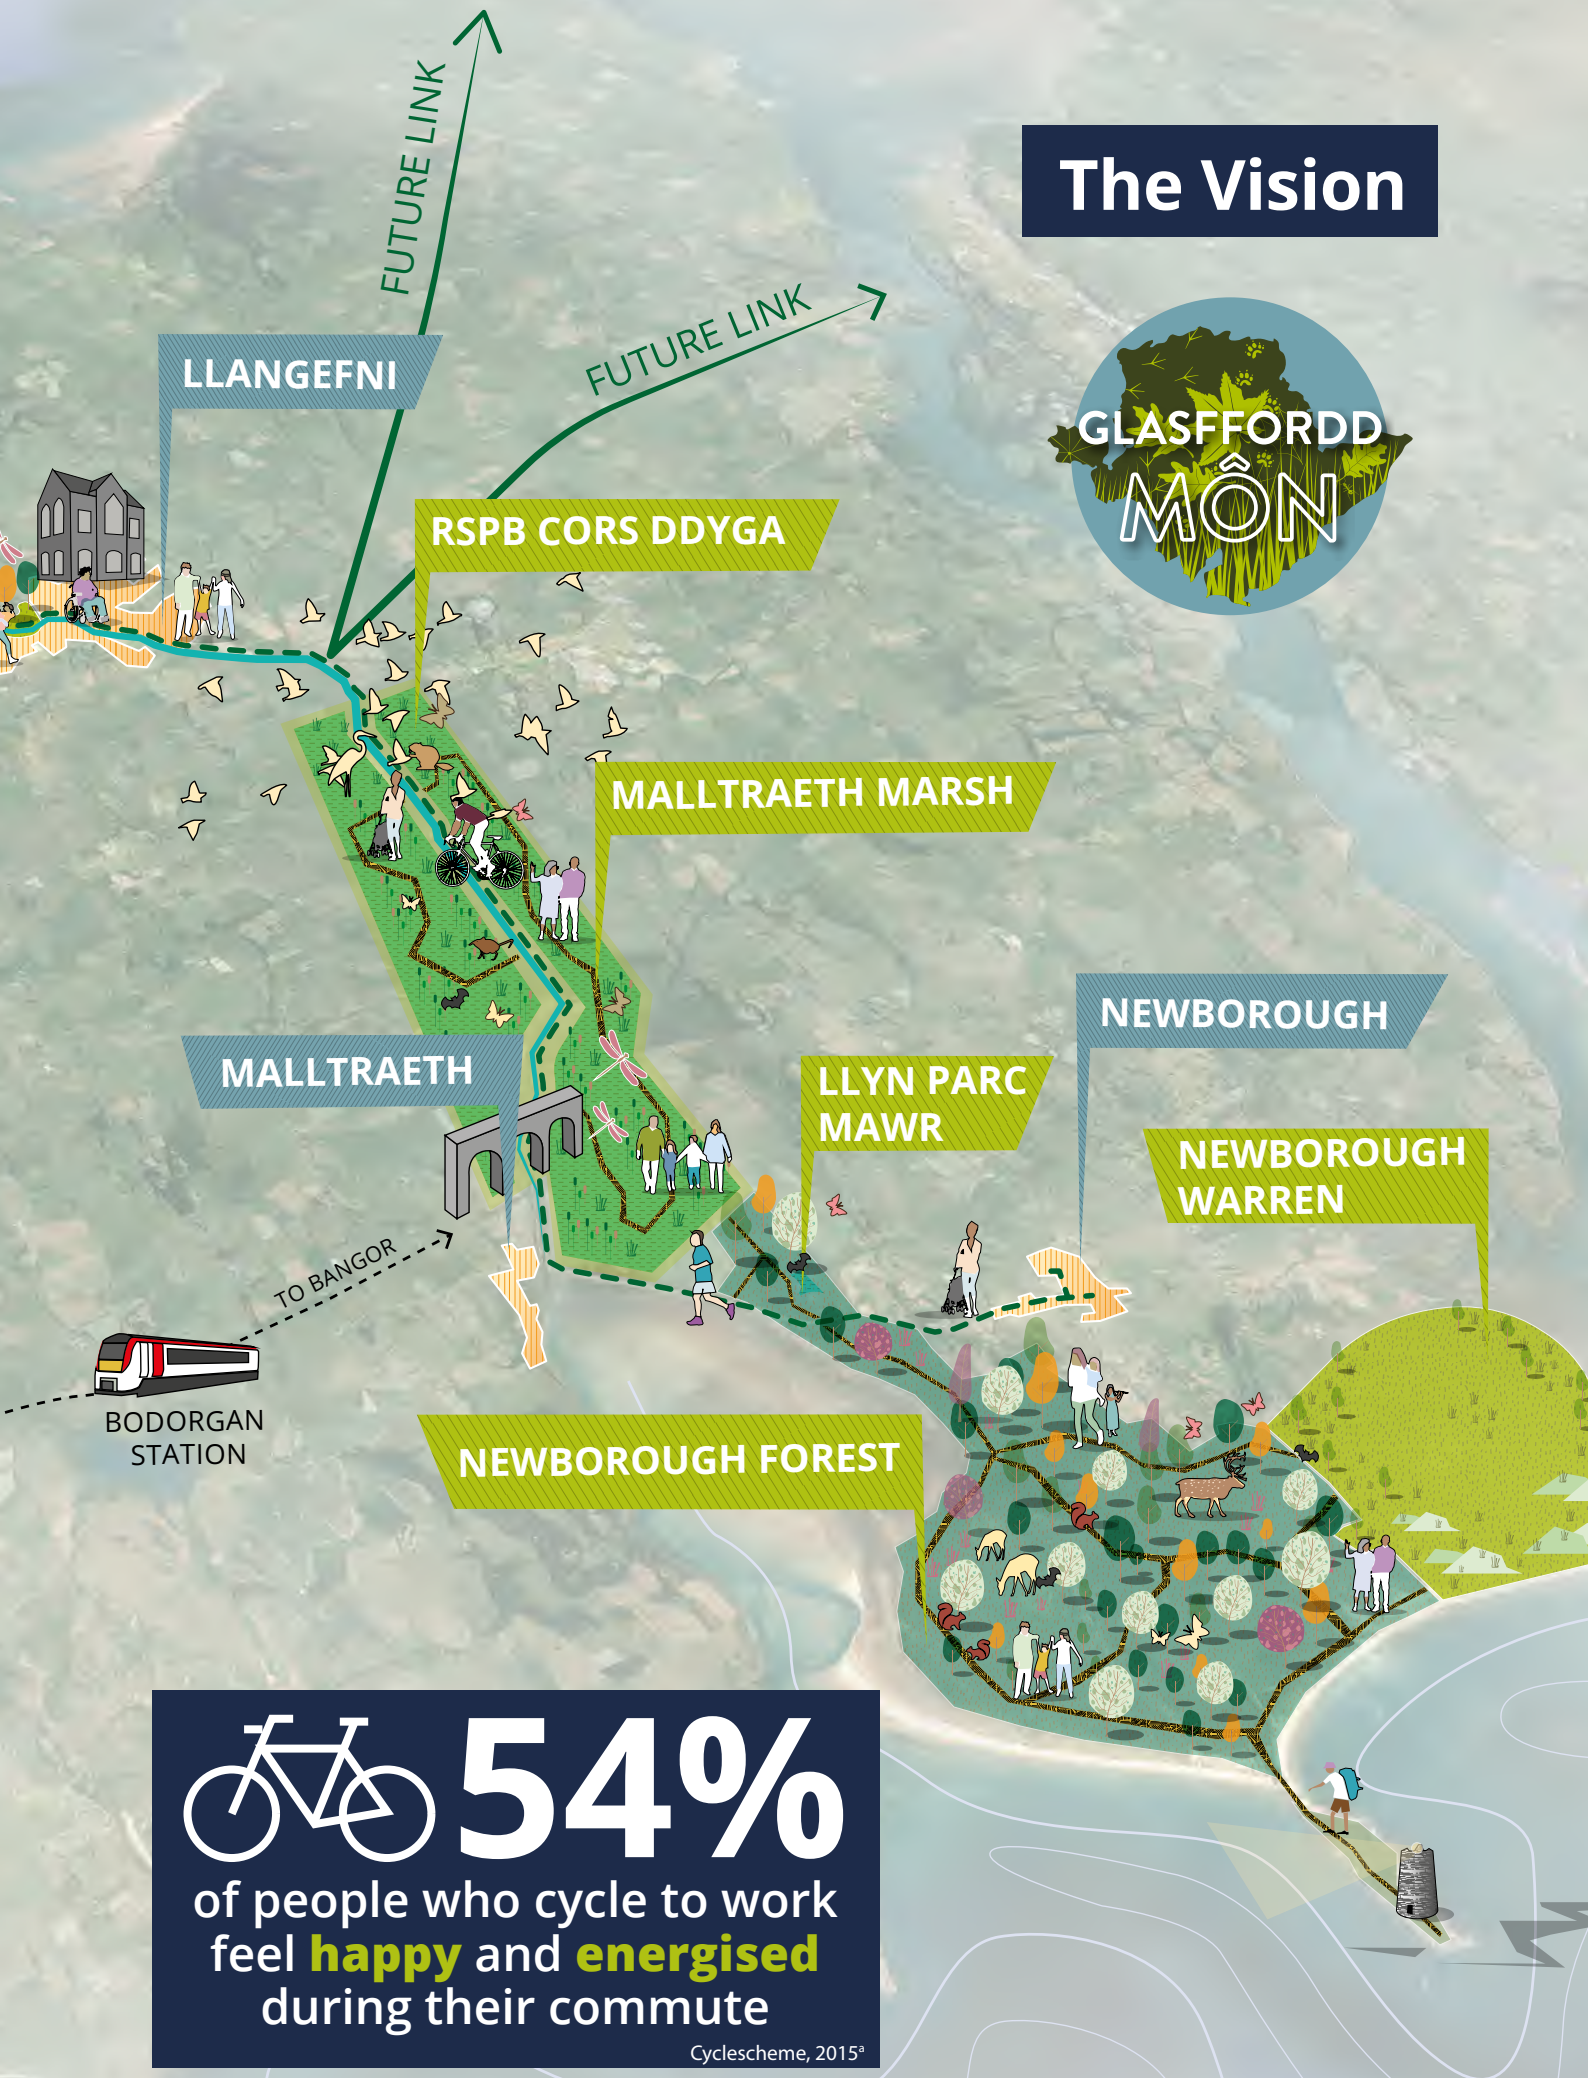 The Vision
FUTURE LINK
FUTURE LINK
GLASFFORDD
MÔN
LLANGEFNI
RSPB CORS DDYGA
MALLTRAETH MARSH
NEWBOROUGH
MALLTRAETH
LLYN PARC
MAWR
NEWBOROUGH
WARREN
TO BANGOR
BODORGAN
STATION
NEWBOROUGH FOREST
54%
of people who cycle to work
feel happy and energised
during their commute
Cyclescheme, 2015ª